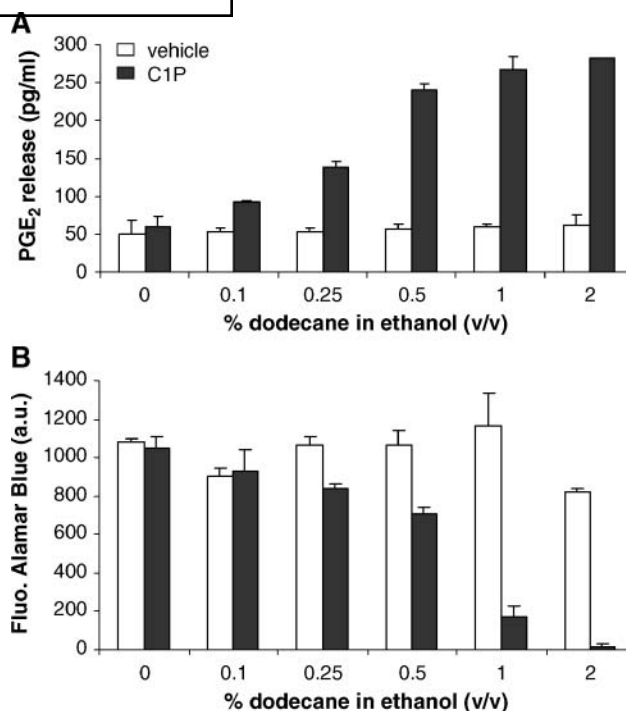 A
300
250
200
150
100
50
0
PGE2 release (pg/ml)
vehicle
C1P
0 0.1 0.25 0.5 1 2
% dodecane in ethanol (v/v)
B
1400
1200
1000
800
600
400
200
0
Fluo. Alamar Blue (a.u.)
0 0.1 0.25 0.5 1 2
% dodecane in ethanol (v/v)